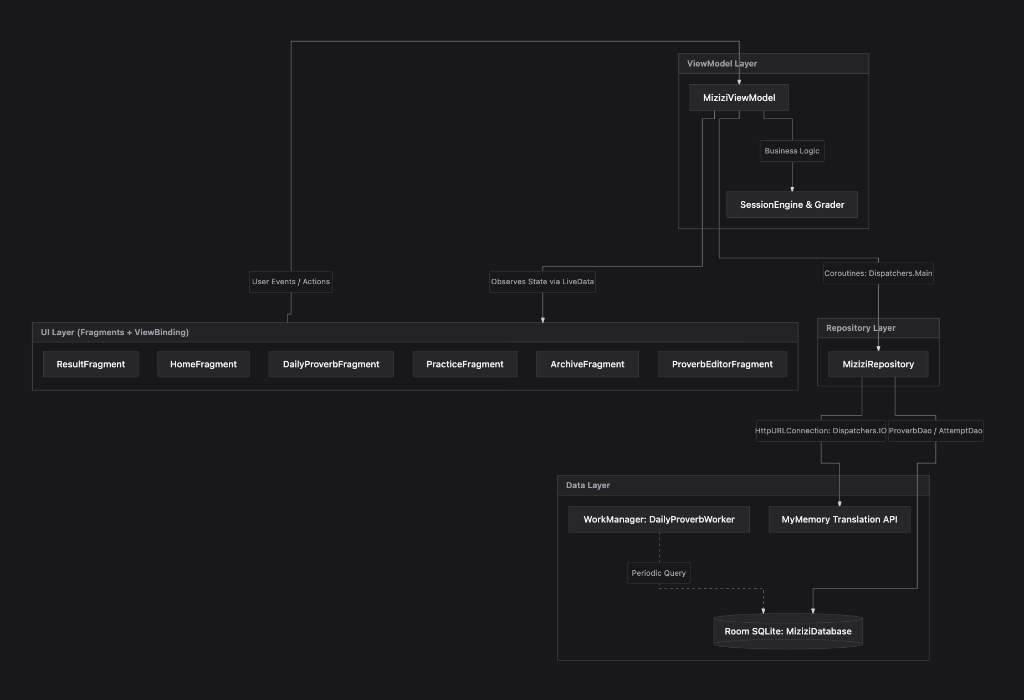 ViewModel Layer
MiziziViewModel
Business Logic
SessionEngine & Grader
User Events / Actions
Observes State via LiveData
Coroutines: Dispatchers.Main
UI Layer (Fragments + ViewBinding)
ResultFragment
HomeFragment
DailyProverbFragment
PracticeFragment
ArchiveFragment
ProverbEditorFragment
Repository Layer
MiziziRepository
HttpURLConnection: Dispatchers.IO
ProverbDao / AttemptDao
Data Layer
WorkManager: DailyProverbWorker
MyMemory Translation API
Periodic Query
Room SQLite: MiziziDatabase